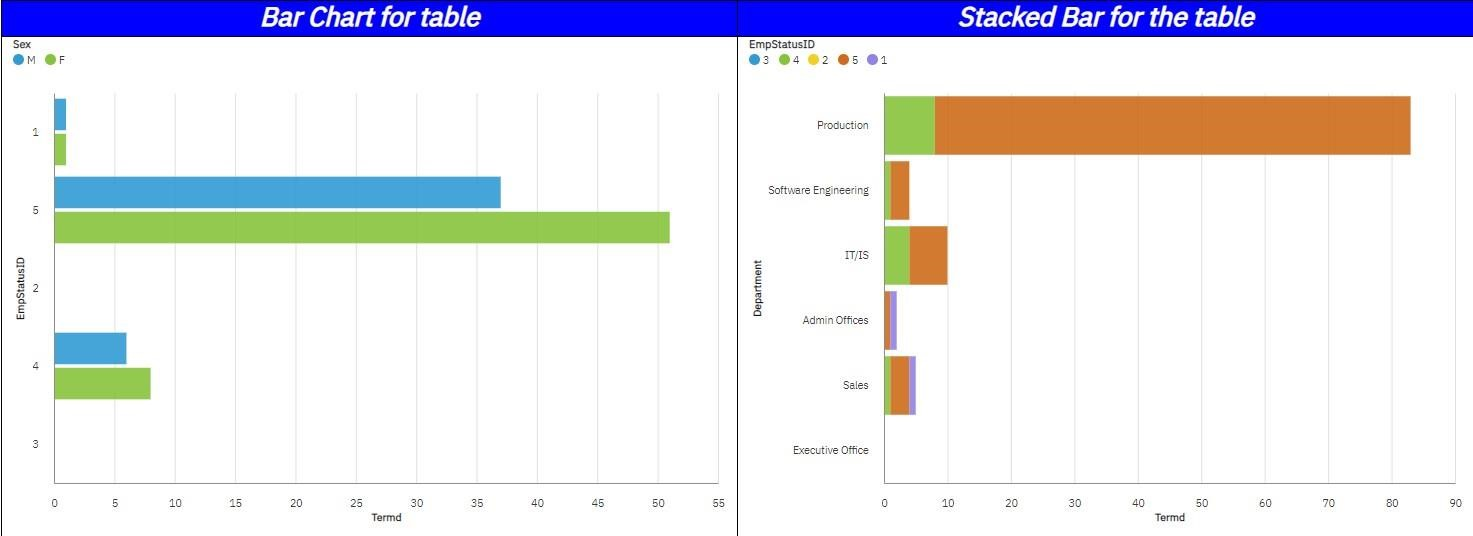 Bar Chart for table
Sex
M F
1
5
2
4
3
EmpStatusID
0 5 10 15 20 25 30 35 40 45 50 55
Termd
Stacked Bar for the table
EmpStatusID
3 4 2 5 1
Production
Software Engineering
IT/IS
Admin Offices
Sales
Executive Office
Department
0 10 20 30 40 50 60 70 80 90
Termd